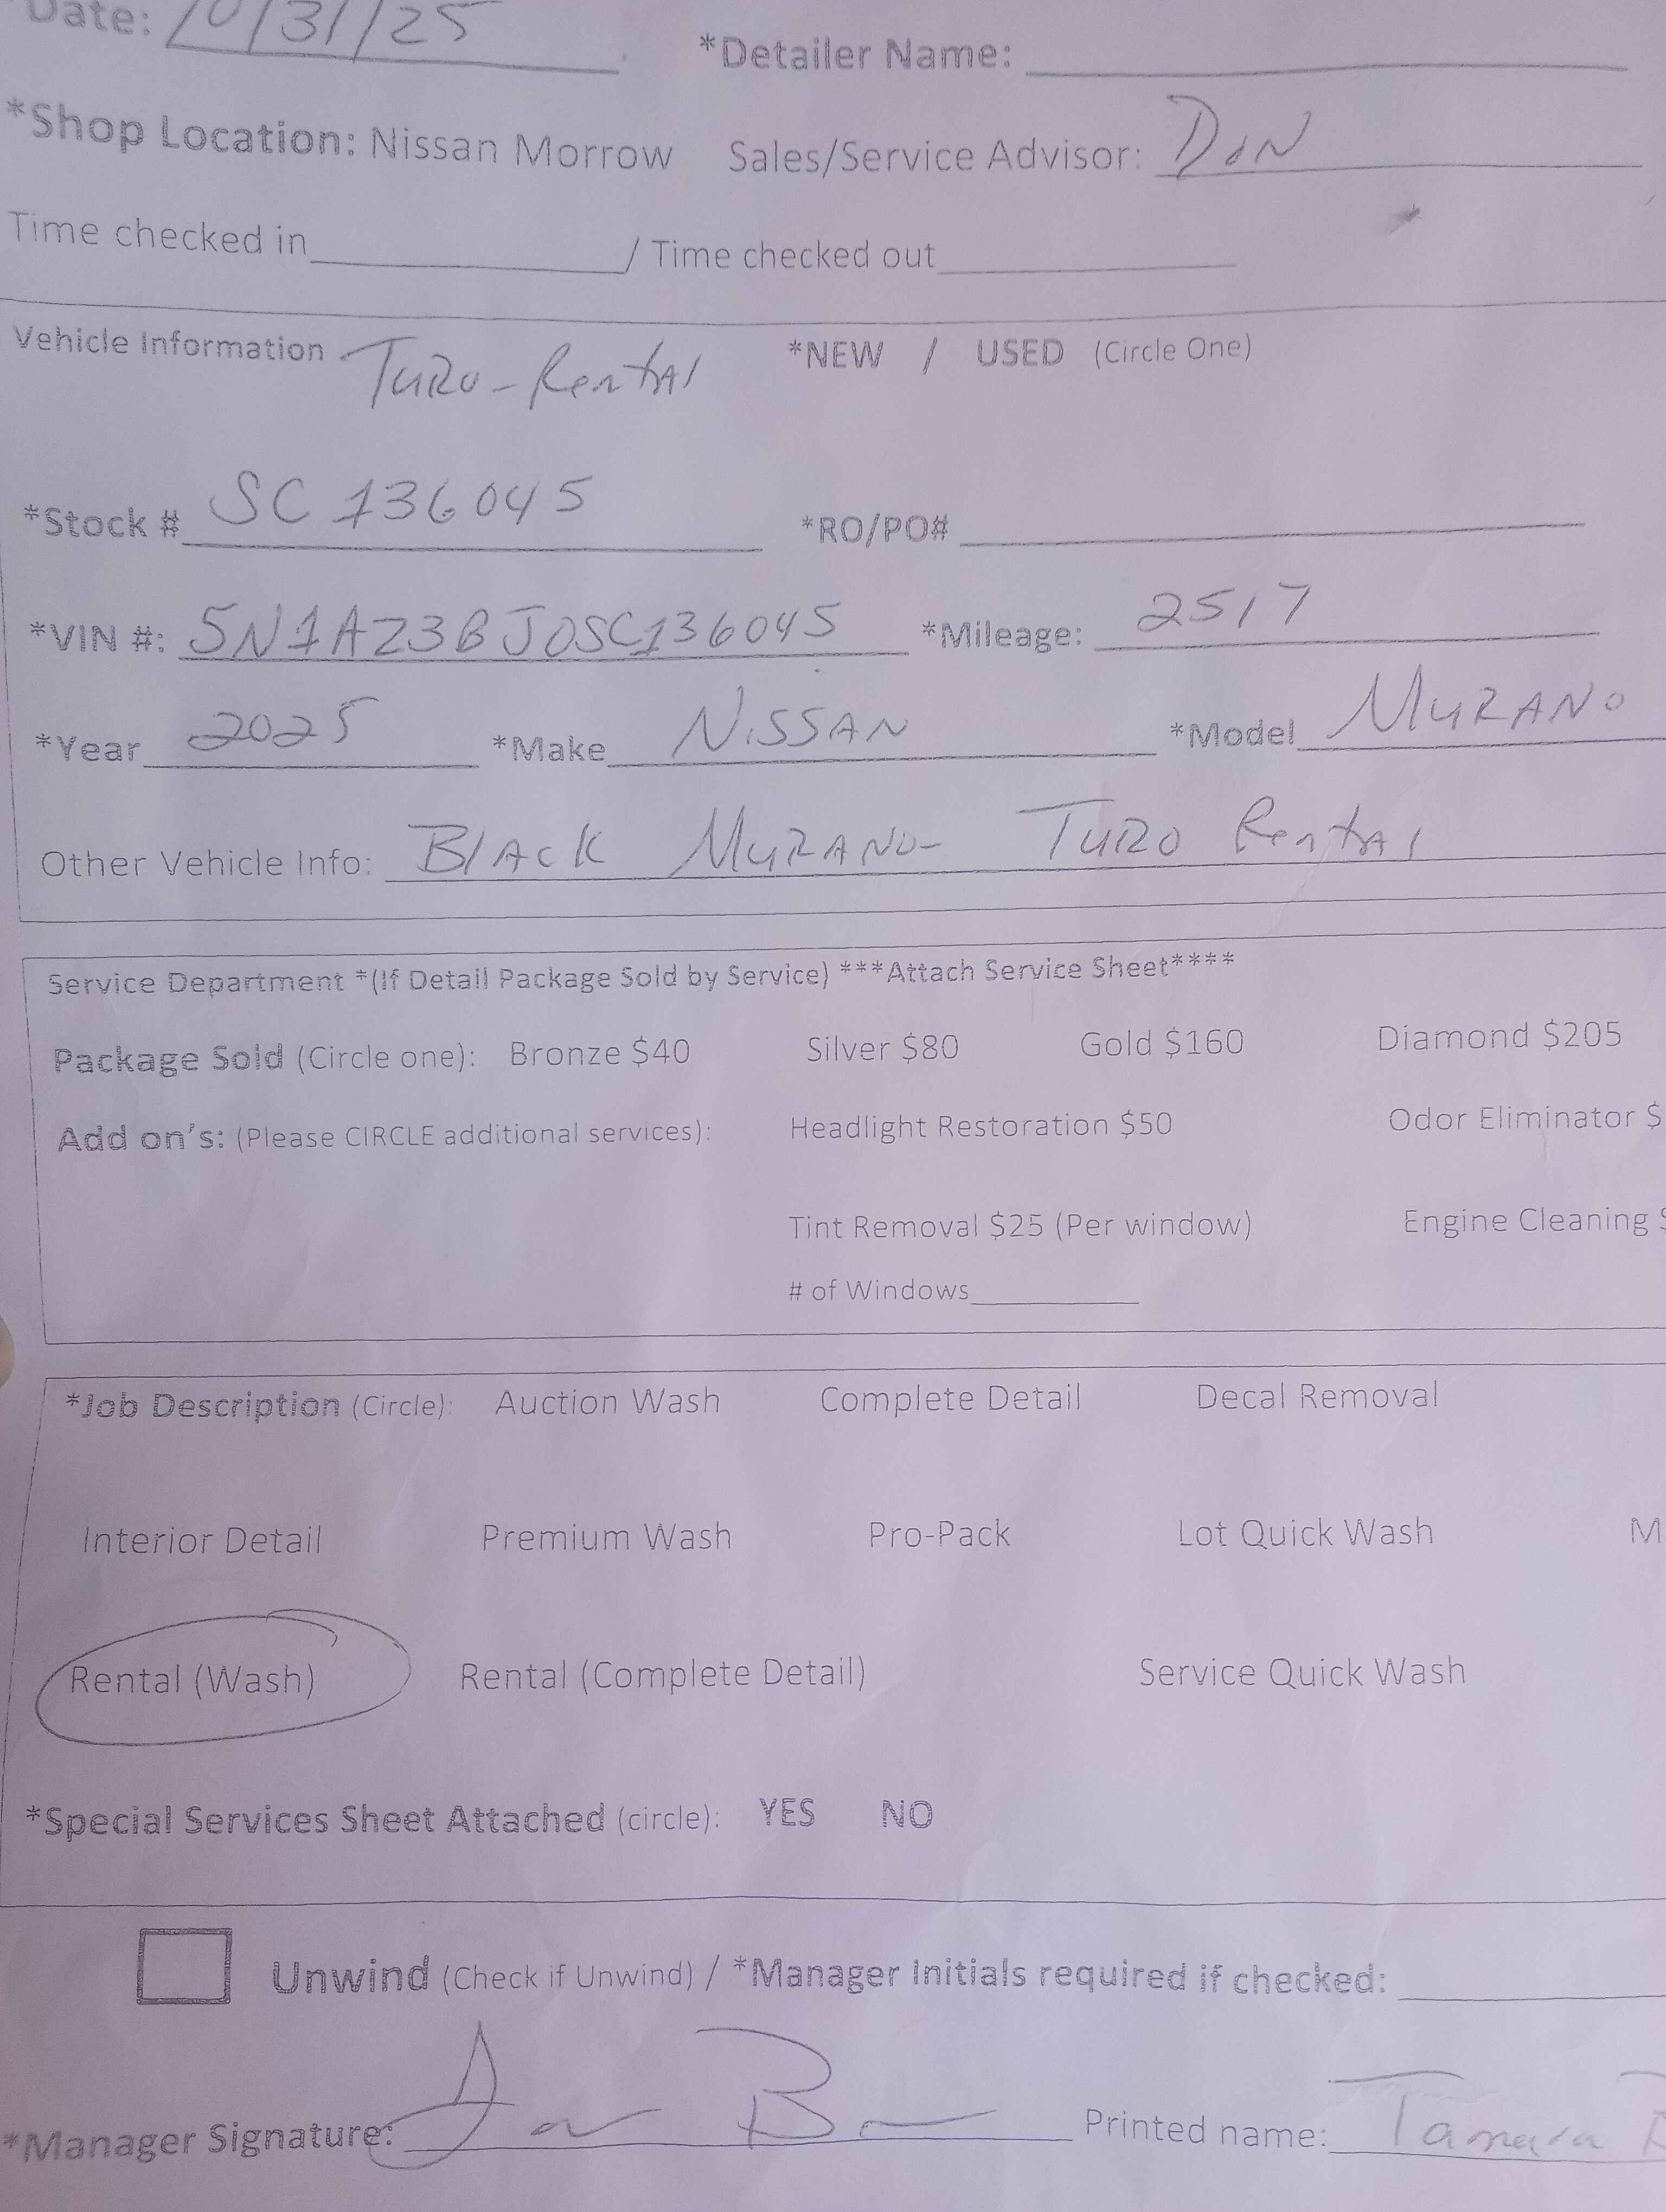 Date: 10/31/25 *Detailer Name:
*Shop Location: Nissan Morrow Sales/Service Advisor: DON
Time checked in / Time checked out
Vehicle Information TURO-RentAl *NEW / USED (Circle One)
*Stock # SC136045 *RO/PO#
*VIN #: 5N1AZ3BJ0SC136045 *Mileage: 2517
*Year 2025 *Make NiSSAN *Model MURANO
Other Vehicle Info: BlACK MURANO- TURO RentAl
Service Department *(If Detail Package Sold by Service) ***Attach Service Sheet****
Package Sold (Circle one): Bronze $40 Silver $80 Gold $160 Diamond $205
Add on's: (Please CIRCLE additional services): Headlight Restoration $50 Odor Eliminator $
Tint Removal $25 (Per window) Engine Cleaning $
# of Windows
*Job Description (Circle): Auction Wash Complete Detail Decal Removal
Interior Detail Premium Wash Pro-Pack Lot Quick Wash M
Rental (Wash) Rental (Complete Detail) Service Quick Wash
*Special Services Sheet Attached (circle): YES NO
Unwind (Check if Unwind) / *Manager Initials required if checked:
*Manager Signature: Printed name: Tamara